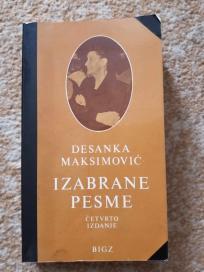 DESANKA
MAKSIMOVIĆ
IZABRANE
PESME
ČETVRTO
IZDANJE
BIGZ